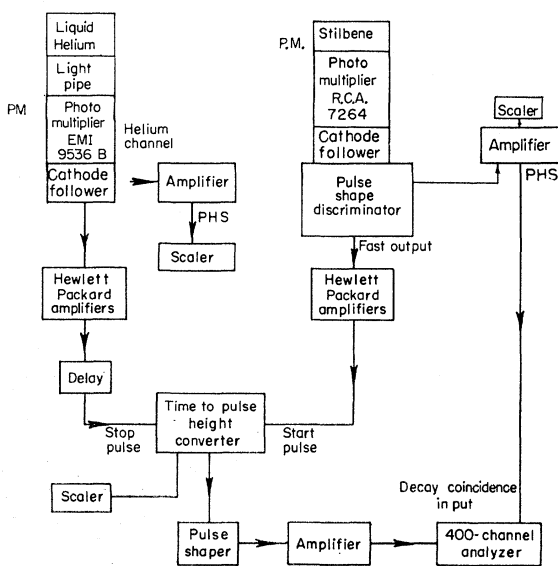 Liquid
Helium
Light
pipe
PM
Photo
multiplier
EMI
9536 B
Cathode
follower
Helium
channel
Amplifier
PHS
Scaler
Hewlett
Packard
amplifiers
Delay
Stop
pulse
P.M.
Stilbene
Photo
multiplier
R.C.A.
7264
Cathode
follower
Pulse
shape
discriminator
Fast output
Hewlett
Packard
amplifiers
Scaler
Amplifier
PHS
Time to pulse
height
converter
Start
pulse
Scaler
Decay coincidence
in put
Pulse
shaper
Amplifier
400-channel
analyzer